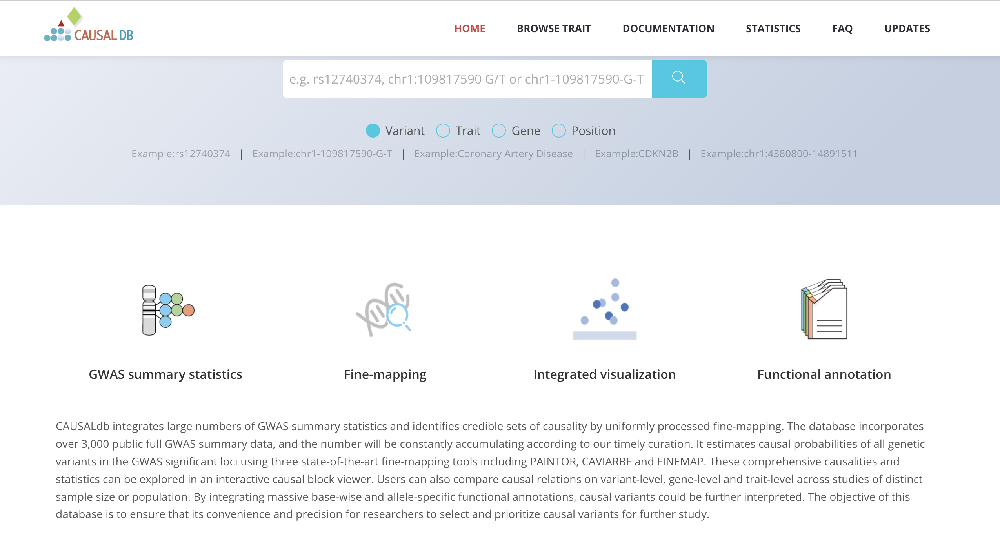 CAUSAL DB
HOME BROWSE TRAIT DOCUMENTATION STATISTICS FAQ UPDATES
e.g. rs12740374, chr1:109817590 G/T or chr1-109817590-G-T
Variant Trait Gene Position
Example:rs12740374 | Example:chr1-109817590-G-T | Example:Coronary Artery Disease | Example:CDKN2B | Example:chr1:4380800-14891511
GWAS summary statistics Fine-mapping Integrated visualization Functional annotation
CAUSALdb integrates large numbers of GWAS summary statistics and identifies credible sets of causality by uniformly processed fine-mapping. The database incorporates
over 3,000 public full GWAS summary data, and the number will be constantly accumulating according to our timely curation. It estimates causal probabilities of all genetic
variants in the GWAS significant loci using three state-of-the-art fine-mapping tools including PAINTOR, CAVIARBF and FINEMAP. These comprehensive causalities and
statistics can be explored in an interactive causal block viewer. Users can also compare causal relations on variant-level, gene-level and trait-level across studies of distinct
sample size or population. By integrating massive base-wise and allele-specific functional annotations, causal variants could be further interpreted. The objective of this
database is to ensure that its convenience and precision for researchers to select and prioritize causal variants for further study.